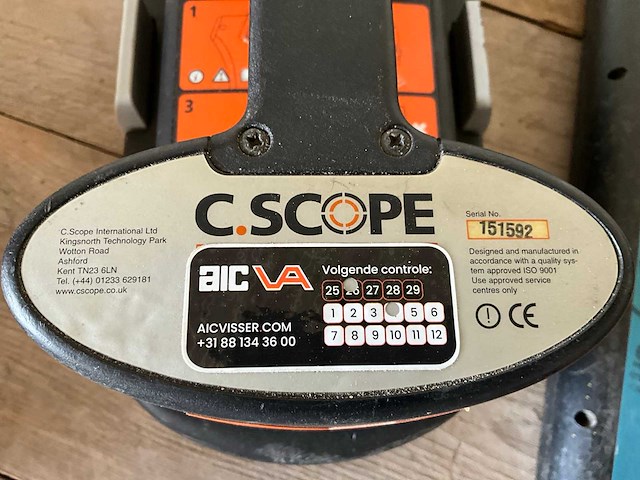 1
3
C.SCOPE
C.Scope International Ltd
Kingsnorth Technology Park
Wotton Road
Ashford
Kent TN23 6LN
Tel. (+44) 01233 629181
www.cscope.co.uk
Serial No.
151592
Designed and manufactured in
accordance with a quality sys-
tem approved ISO 9001
Use approved service
centres only
CE
aic VA
AICVISSER.COM
+31 88 134 36 00
Volgende controle:
25 26 27 28 29
1 2 3 5 6
7 8 9 10 11 12